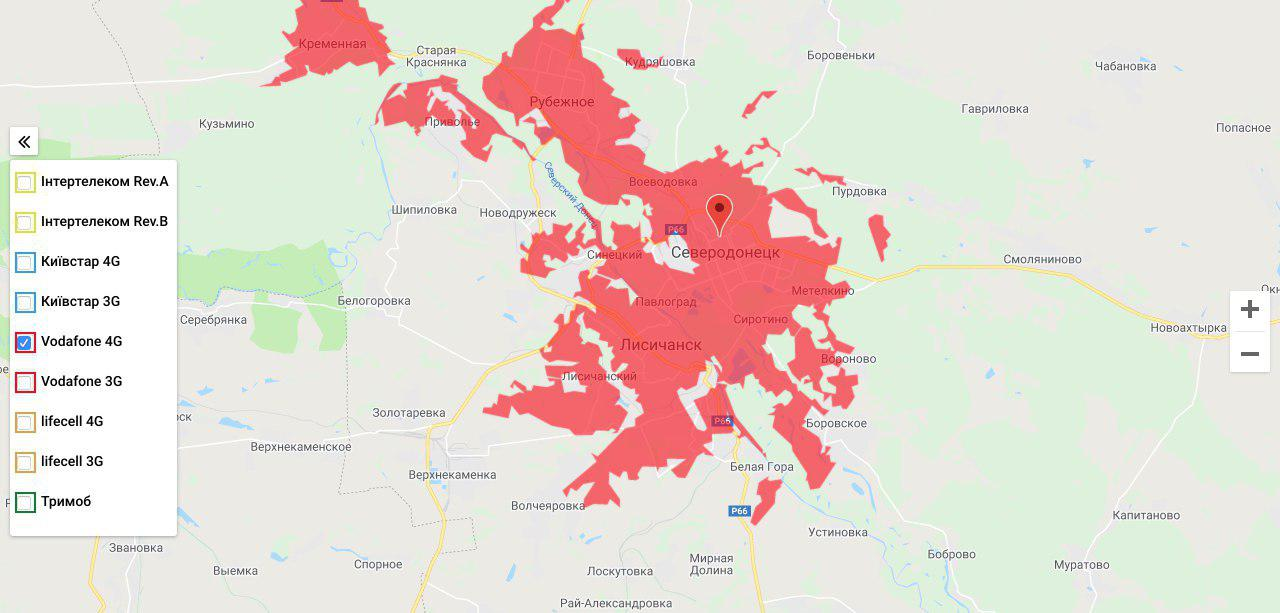 Кременная
Старая
Краснянка
Кудряшовка
Боровеньки
Чабановка
Рубежное
Гавриловка
Приволье
Кузьмино
Попасное
Інтертелеком Rev.A
Інтертелеком Rev.B
Київстар 4G
Київстар 3G
Vodafone 4G
Vodafone 3G
lifecell 4G
lifecell 3G
Тримоб
Воеводовка
Северский Донец
Пурдовка
Шипиловка
Новодружеск
P66
Синецкий
Северодонецк
Смоляниново
Метелкино
Белогоровка
Павлоград
Серебрянка
Сиротино
Новоахтырка
Лисичанск
Вороново
Лисичанский
Золотаревка
P66
Боровское
Верхнекаменское
Белая Гора
Верхнекаменка
Волчеяровка
P66
Капитаново
Устиновка
Звановка
Боброво
Выемка
Спорное
Мирная
Долина
Муратово
Лоскутовка
Рай-Александровка